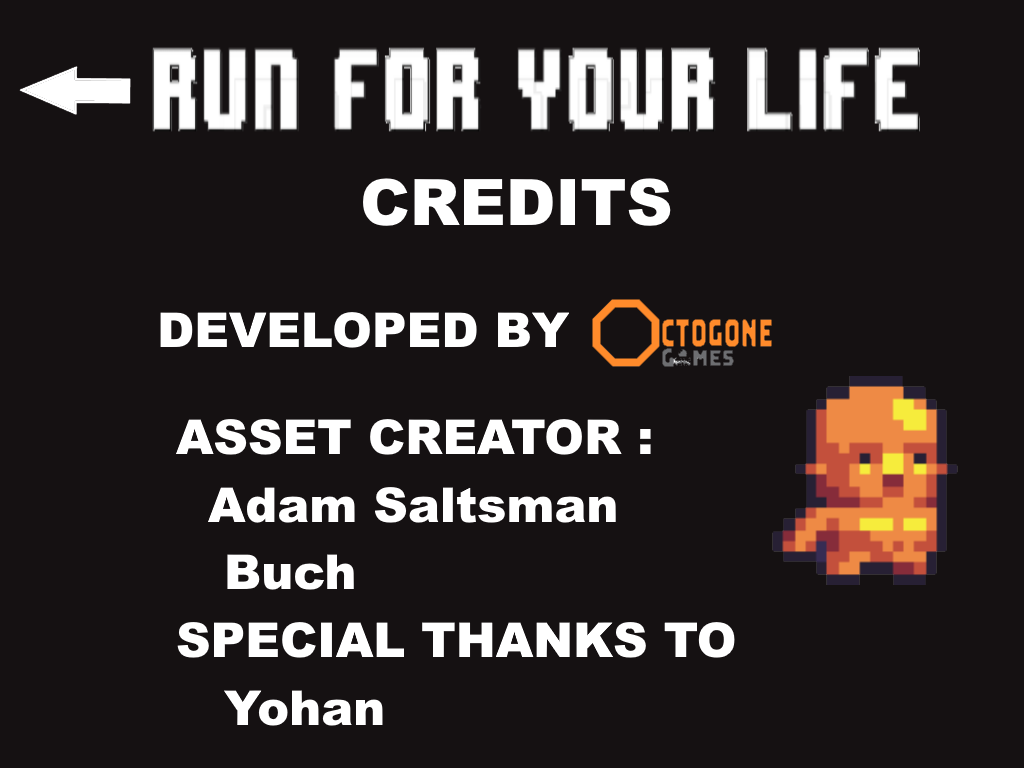 RUN FOR YOUR LIFE
CREDITS
DEVELOPED BY OCTOGONE
GAMES
ASSET CREATOR :
Adam Saltsman
Buch
SPECIAL THANKS TO
Yohan